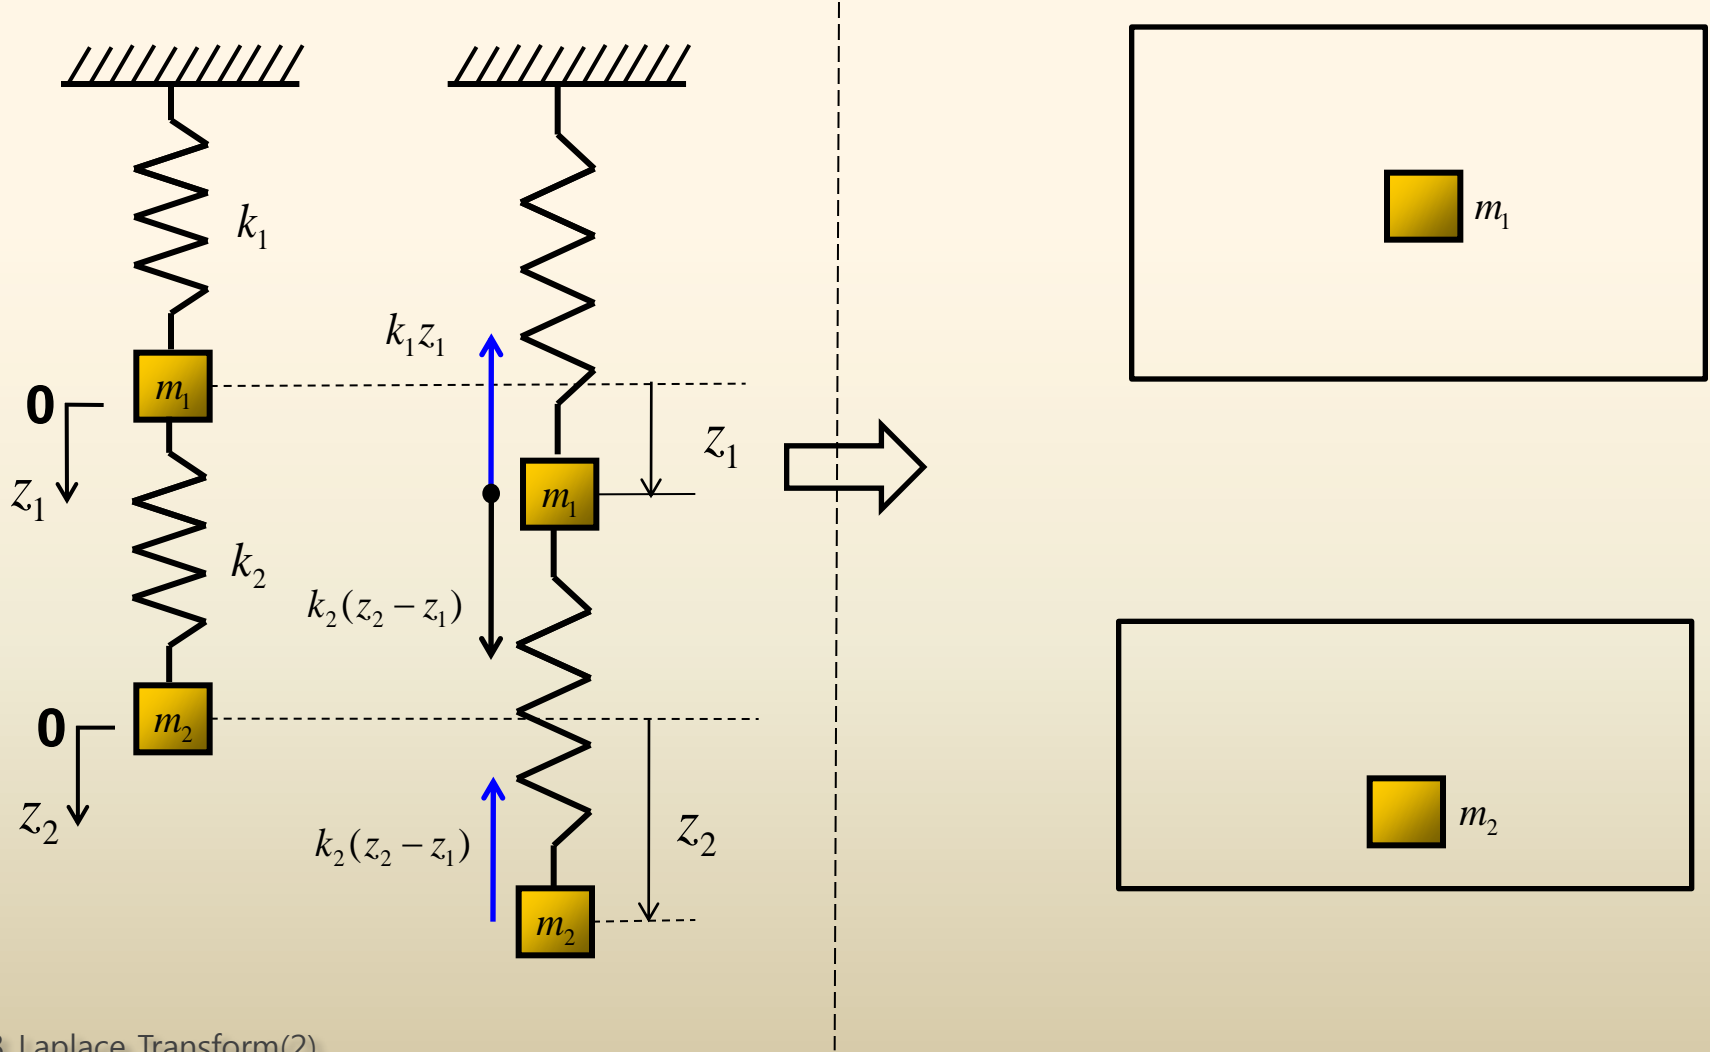 k₁
k₁z₁
m₁
0
z₁
k₂
k₂(z₂ − z₁)
m₂
0
z₂
m₁
z₁
k₂(z₂ − z₁)
z₂
m₂
m₁
m₂
Laplace Transform(2)